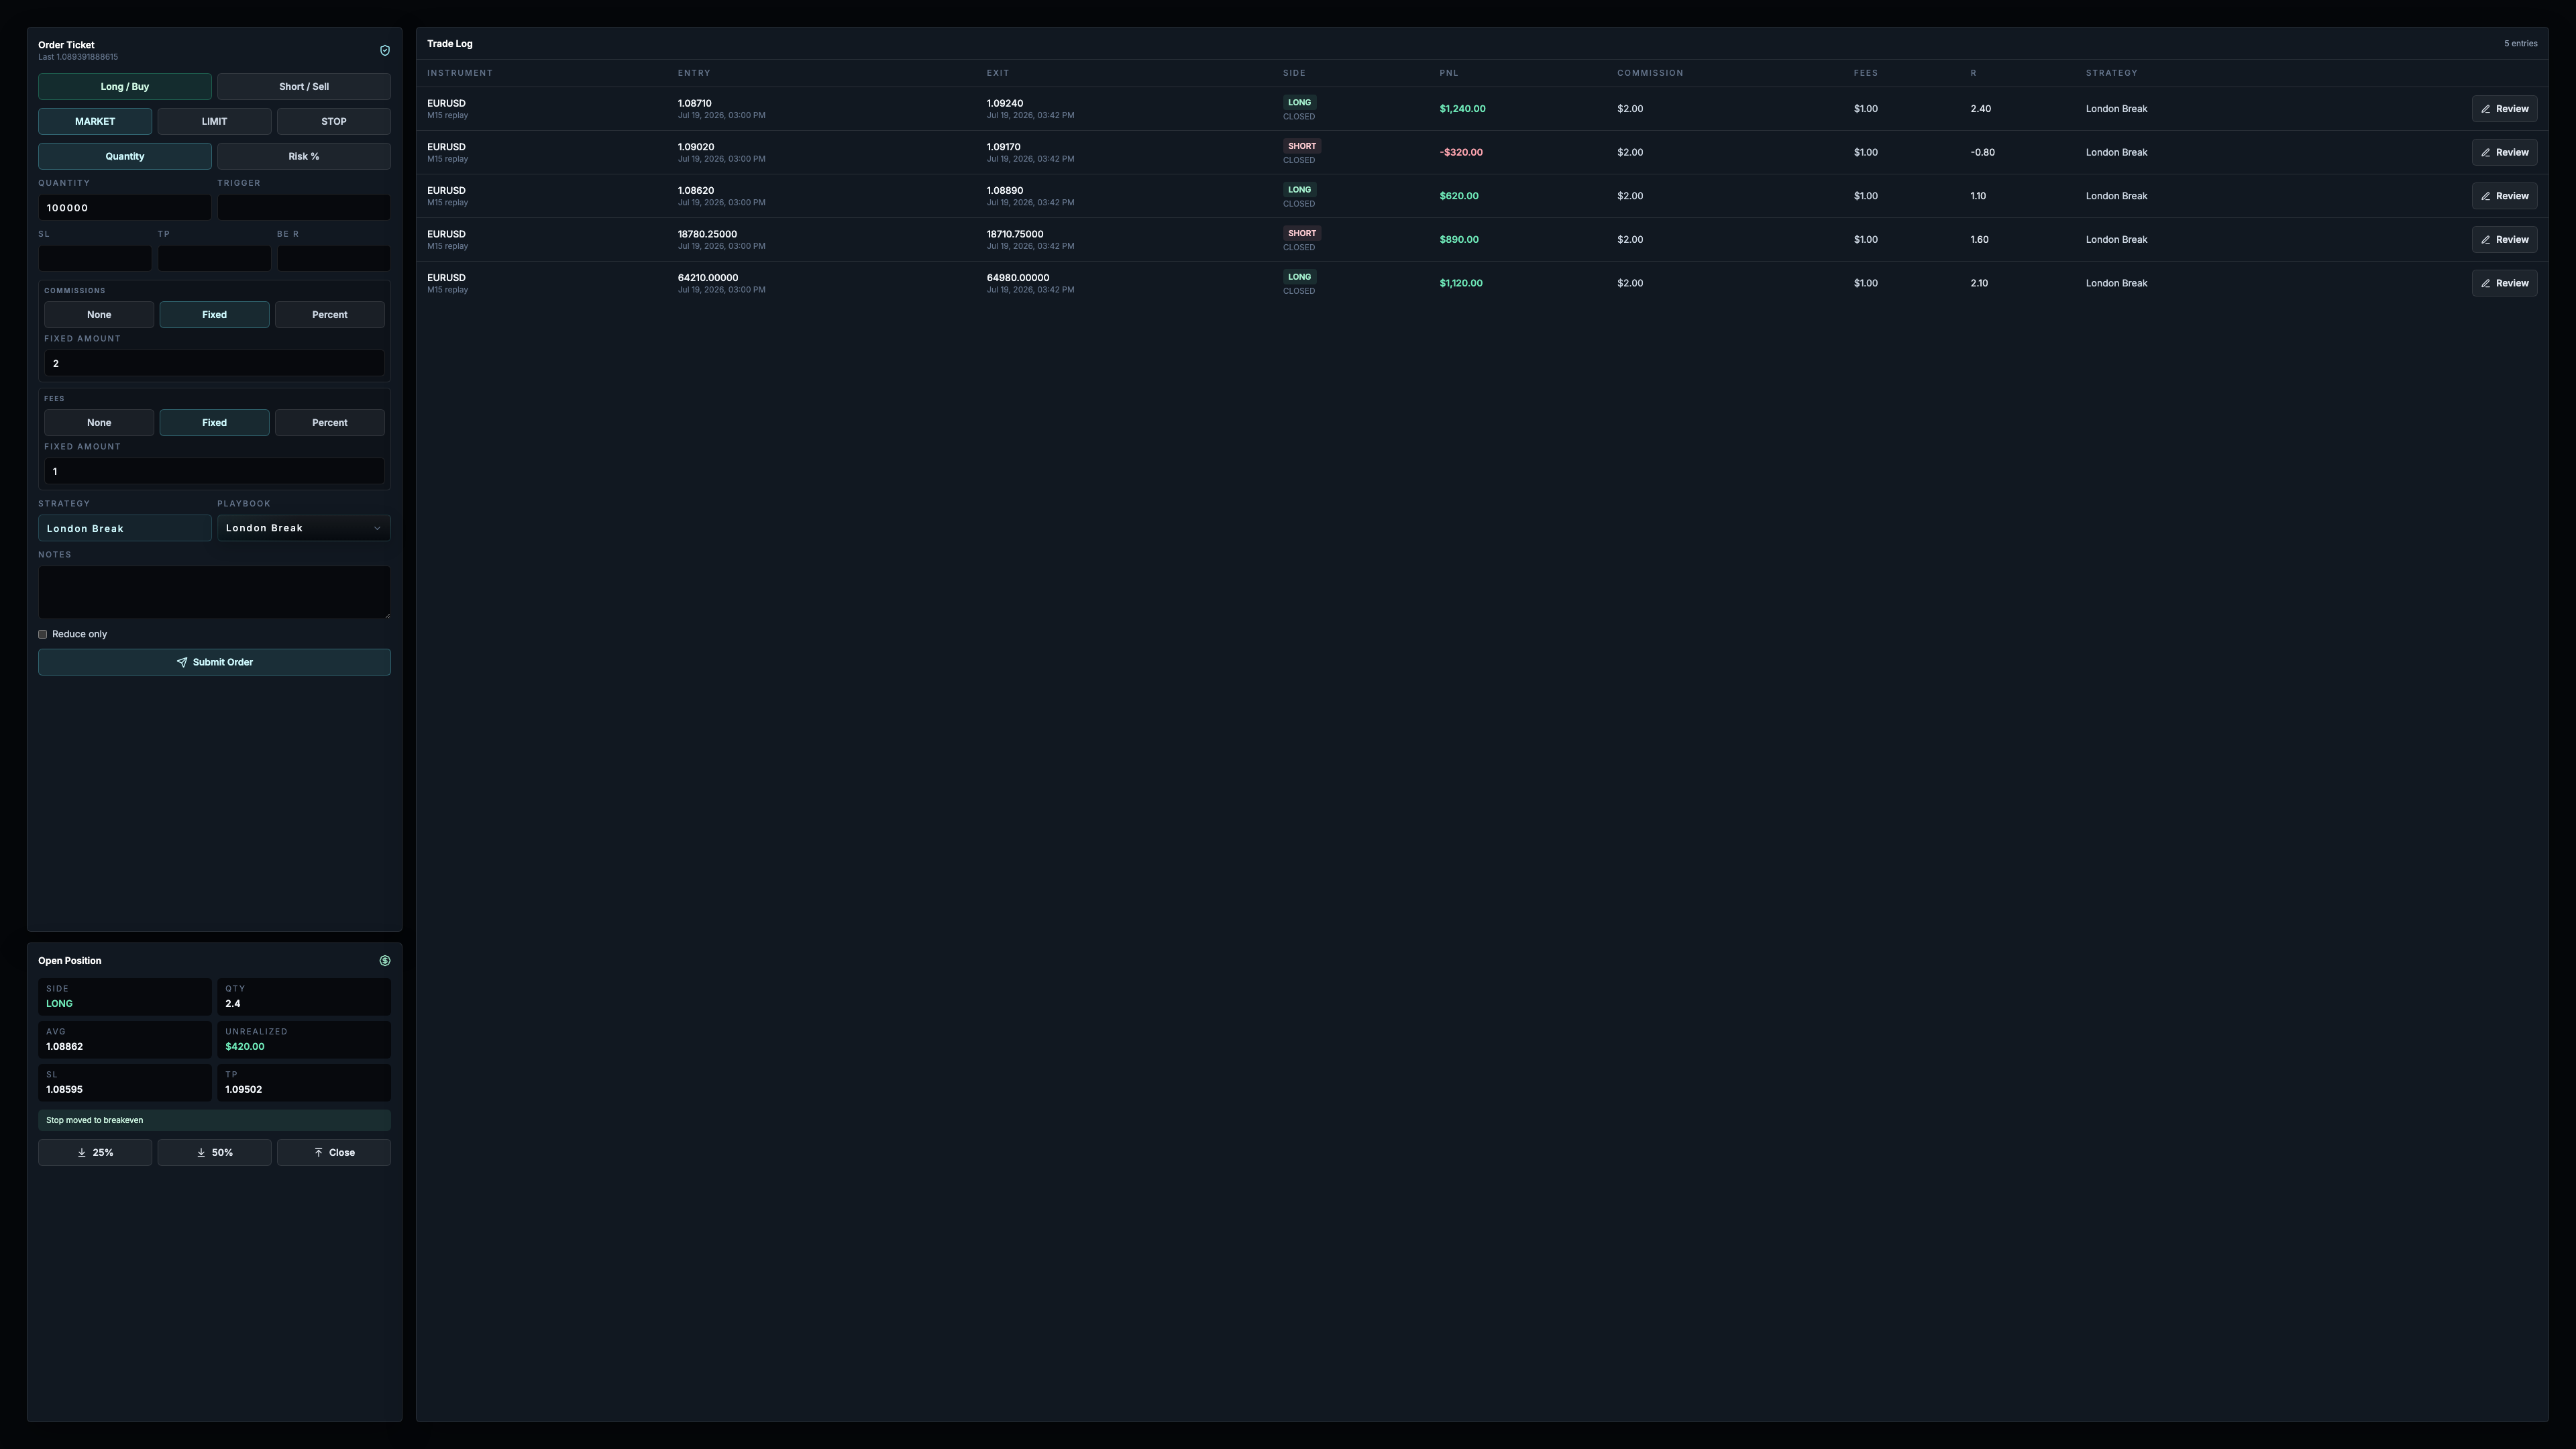 Order Ticket
Last 1.089391888615
Long / Buy
Short / Sell
MARKET
LIMIT
STOP
Quantity
Risk %
QUANTITY
TRIGGER
100000
SL
TP
BE R
COMMISSIONS
None
Fixed
Percent
FIXED AMOUNT
2
FEES
None
Fixed
Percent
FIXED AMOUNT
1
STRATEGY
PLAYBOOK
London Break
London Break
NOTES
Reduce only
Submit Order
Open Position
SIDE
LONG
QTY
2.4
AVG
1.08862
UNREALIZED
$420.00
SL
1.08595
TP
1.09502
Stop moved to breakeven
25%
50%
Close
Trade Log
5 entries
INSTRUMENT ENTRY EXIT SIDE PNL COMMISSION FEES R STRATEGY
EURUSD 1.08710 1.09240 LONG $1,240.00 $2.00 $1.00 2.40 London Break Review
M15 replay Jul 19, 2026, 03:00 PM Jul 19, 2026, 03:42 PM CLOSED
EURUSD 1.09020 1.09170 SHORT -$320.00 $2.00 $1.00 -0.80 London Break Review
M15 replay Jul 19, 2026, 03:00 PM Jul 19, 2026, 03:42 PM CLOSED
EURUSD 1.08620 1.08890 LONG $620.00 $2.00 $1.00 1.10 London Break Review
M15 replay Jul 19, 2026, 03:00 PM Jul 19, 2026, 03:42 PM CLOSED
EURUSD 18780.25000 18710.75000 SHORT $890.00 $2.00 $1.00 1.60 London Break Review
M15 replay Jul 19, 2026, 03:00 PM Jul 19, 2026, 03:42 PM CLOSED
EURUSD 64210.00000 64980.00000 LONG $1,120.00 $2.00 $1.00 2.10 London Break Review
M15 replay Jul 19, 2026, 03:00 PM Jul 19, 2026, 03:42 PM CLOSED